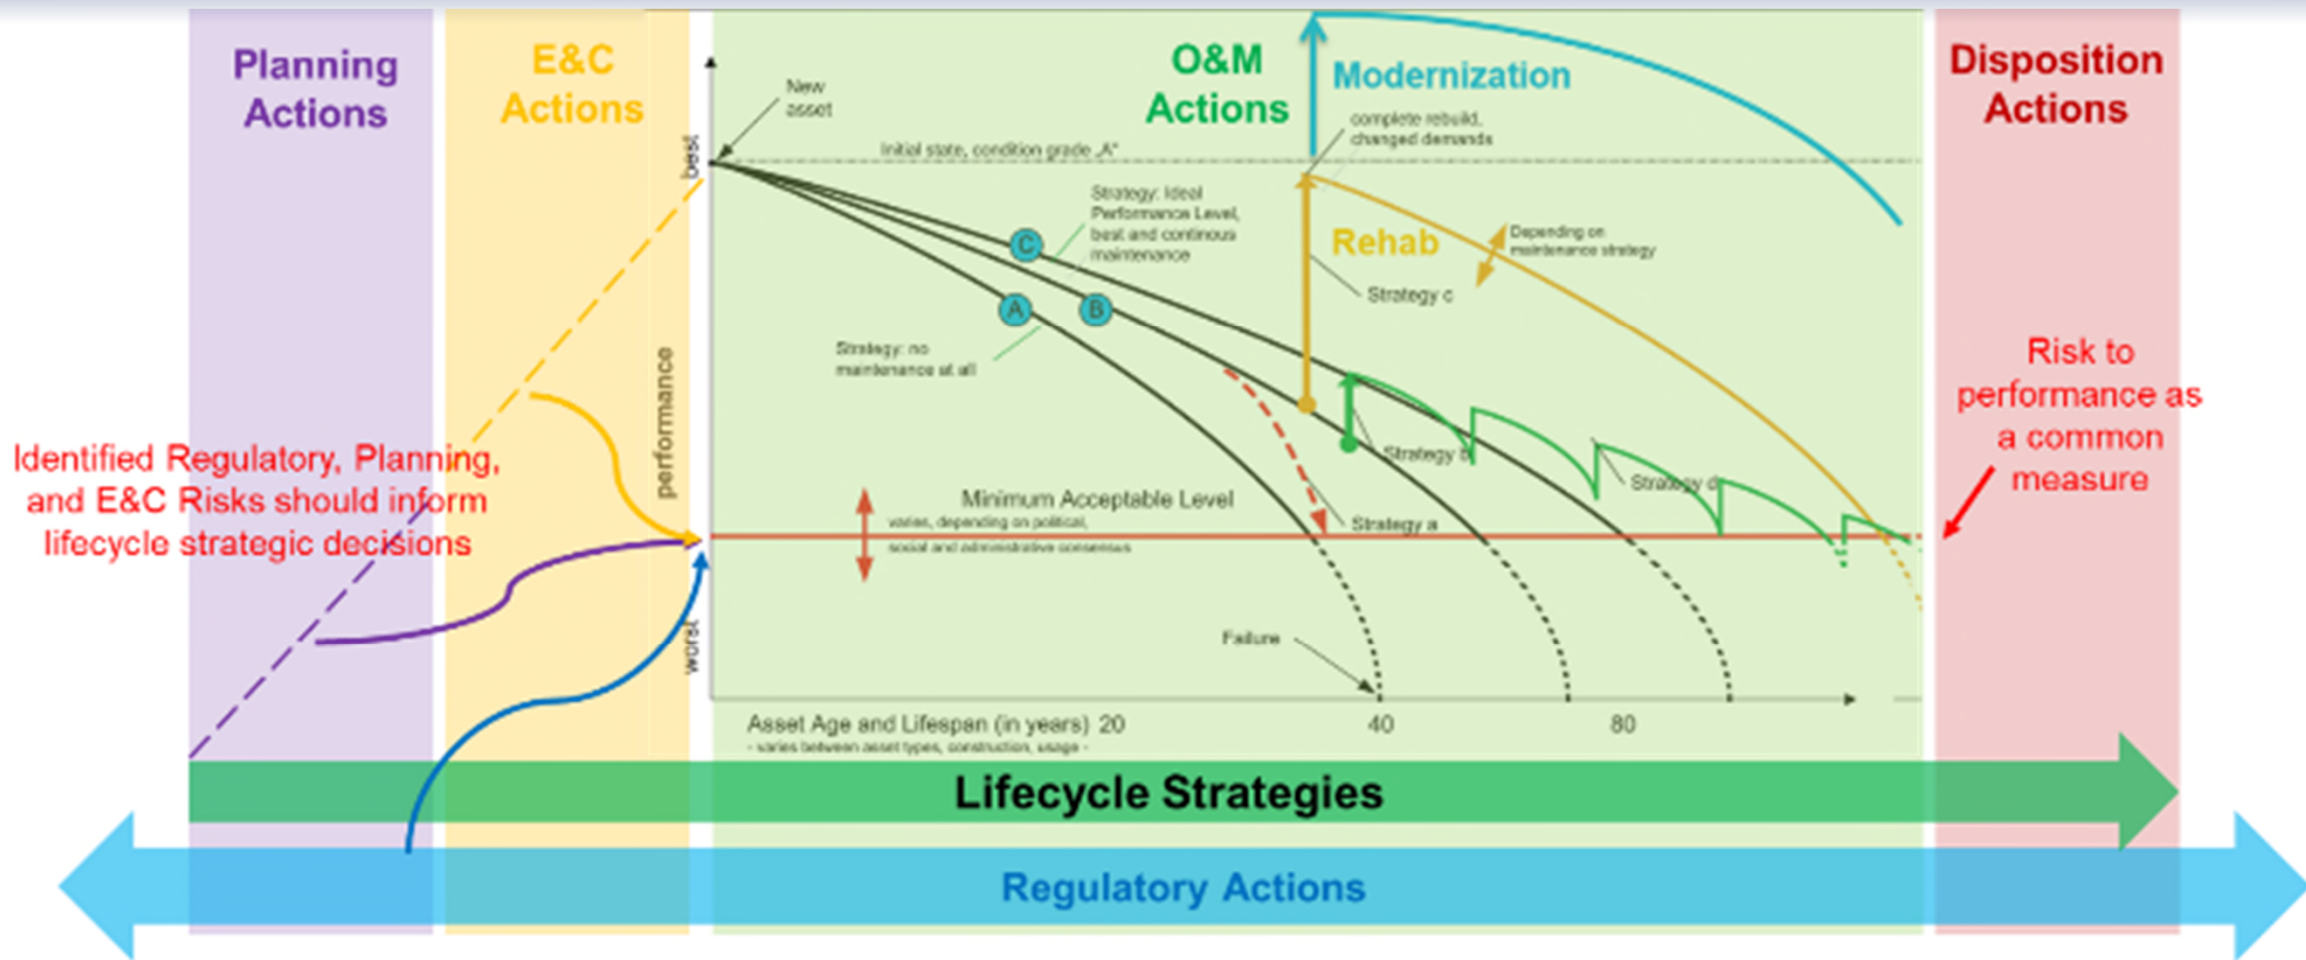 Planning
Actions
E&C
Actions
O&M
Actions
Modernization
Disposition
Actions
New
asset
best
Initial state, condition grade „A"
complete rebuild,
changed demands
Strategy: Ideal
Performance Level,
best and continous
maintenance
C
A
B
Rehab
Depending on
maintenance strategy
Strategy c
Strategy: no
maintenance at all
performance
Risk to
performance as
a common
measure
Identified Regulatory, Planning,
and E&C Risks should inform
lifecycle strategic decisions
Strategy b
Strategy d
Minimum Acceptable Level
varies, depending on political,
social and administrative consensus
Strategy a
worst
Failure
Asset Age and Lifespan (in years) 20
40
80
- varies between asset types, construction, usage -
Lifecycle Strategies
Regulatory Actions